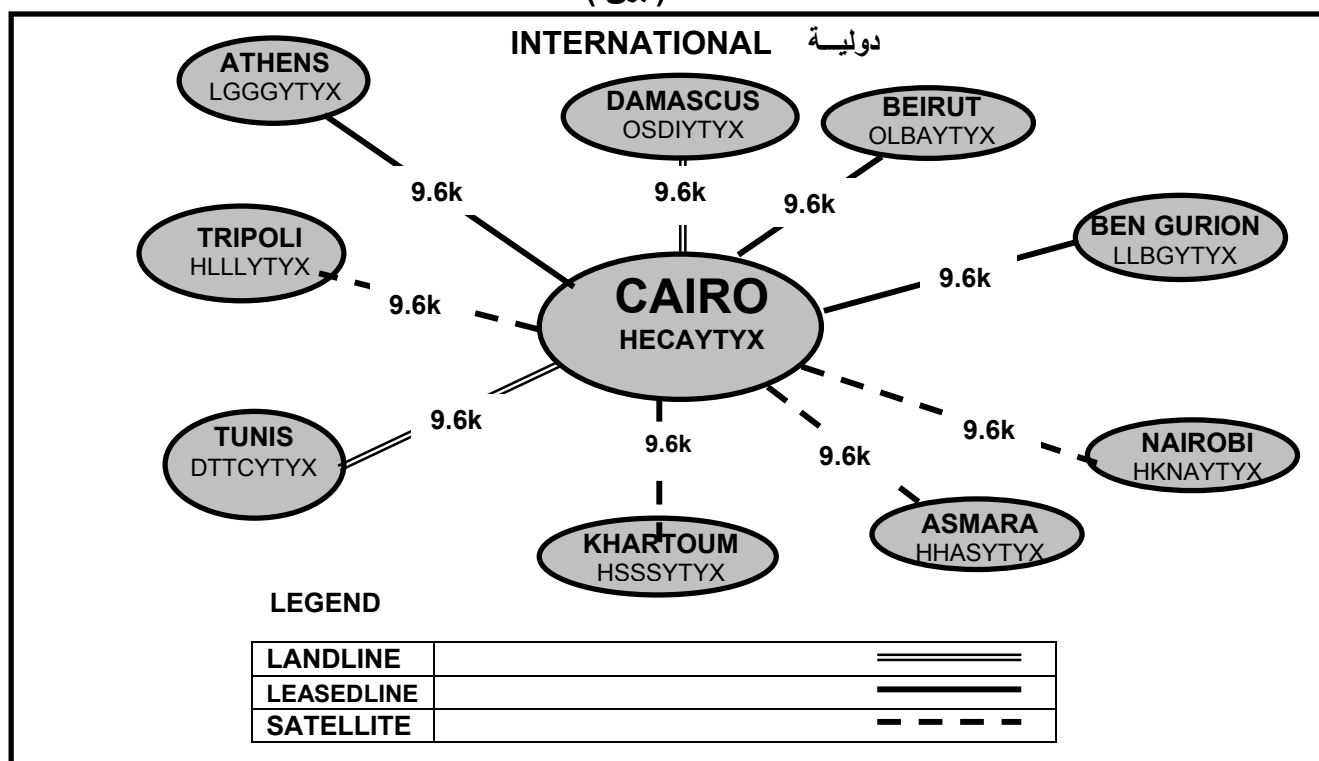 INTERNATIONAL دوليــة
ATHENS
LGGGYTYX
DAMASCUS
OSDIYTYX
BEIRUT
OLBAYTYX
9.6k
9.6k
9.6k
TRIPOLI
HLLLYTYX
BEN GURION
LLBGYTYX
9.6k
9.6k
CAIRO
HECAYTYX
TUNIS
DTTCYTYX
9.6k
9.6k
9.6k
9.6k
NAIROBI
HKNAYTYX
KHARTOUM
HSSSYTYX
ASMARA
HHASYTYX
LEGEND
LANDLINE
LEASEDLINE
SATELLITE